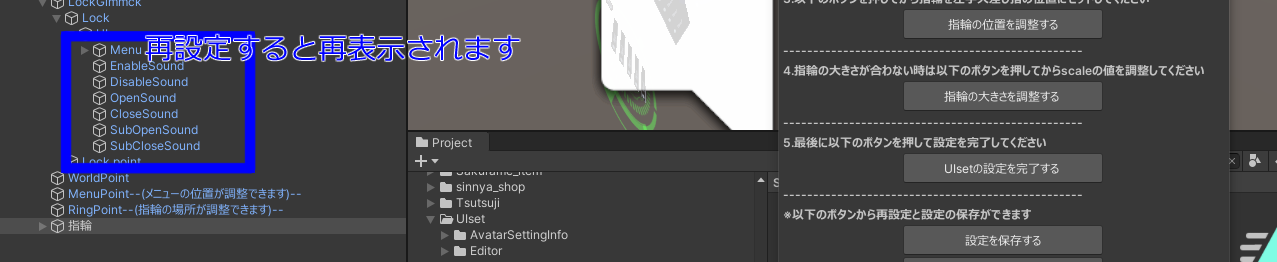 LockGimmck
Lock
Menu
再設定すると再表示されます
EnableSound
DisableSound
OpenSound
CloseSound
SubOpenSound
SubCloseSound
Lock point
WorldPoint
MenuPoint--(メニューの位置が調整できます)--
RingPoint--(指輪の場所が調整できます)--
指輪
Project
sinnya_shop
Tsutsuji
UIset
AvatarSettingInfo
Editor
指輪の位置を調整する
4.指輪の大きさが合わない時は以下のボタンを押してからscaleの値を調整してください
指輪の大きさを調整する
5.最後に以下のボタンを押して設定を完了してください
UIsetの設定を完了する
※以下のボタンから再設定と設定の保存ができます
設定を保存する